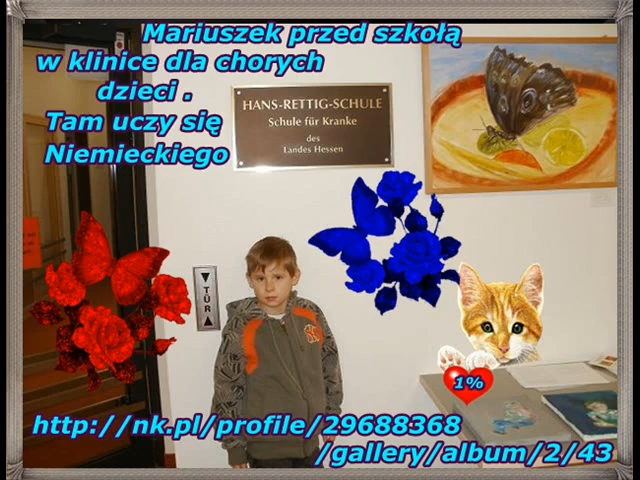 Mariuszek przed szkołą
w klinice dla chorych
dzieci .
Tam uczy się
Niemieckiego
HANS-RETTIG-SCHULE
Schule für Kranke
des
Landes Hessen
TÜR
1%
http://nk.pl/profile/29688368
/gallery/album/2/43